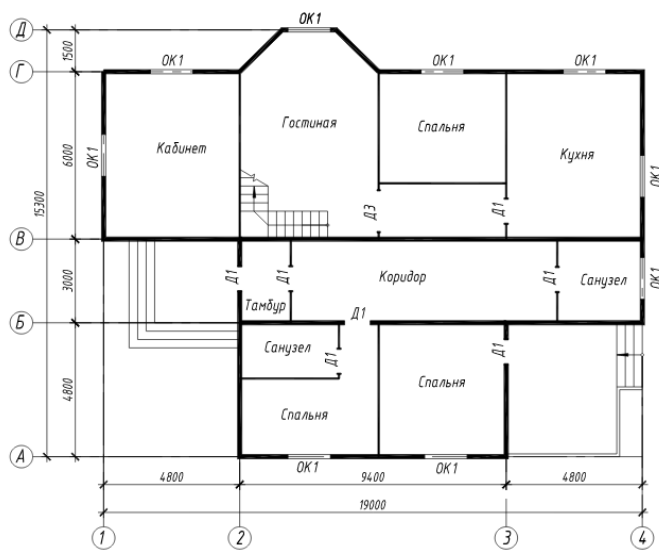 ОК1
Д
Г
1500
ОК1
ОК1
ОК1
Кабинет
Гостиная
Спальня
Кухня
ОК1
ОК1
6000
15300
Д3
Д1
В
Д1
Д1
Коридор
Д1
Санузел
ОК1
3000
Тамбур
Д1
Б
Санузел
Д1
Д1
4800
Спальня
Спальня
А
ОК1
ОК1
4800
9400
4800
19000
1
2
3
4